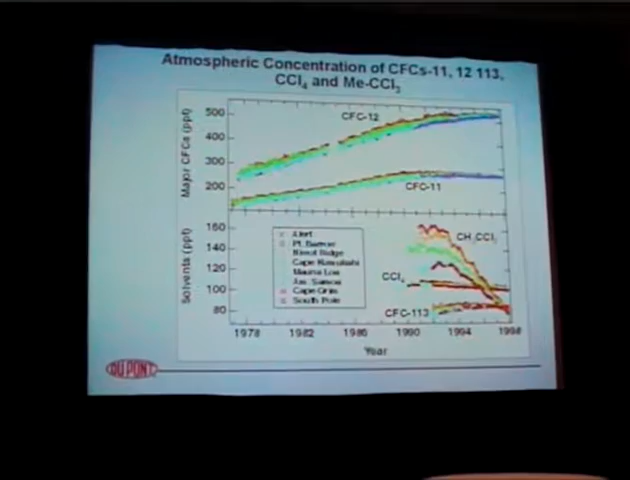 Atmospheric Concentration of CFCs-11, 12 113,
CCl₄ and Me-CCl₃
Major CFCs (ppt)
500
400
300
200
CFC-12
CFC-11
Solvents (ppt)
160
140
120
100
80
Alert
Pt. Barrow
Niwot Ridge
Mauna Loa
Am. Samoa
Cape Grim
South Pole
CH₃CCl₃
CCl₄
CFC-113
1978 1982 1986 1990 1994 1998
Year
DUPONT